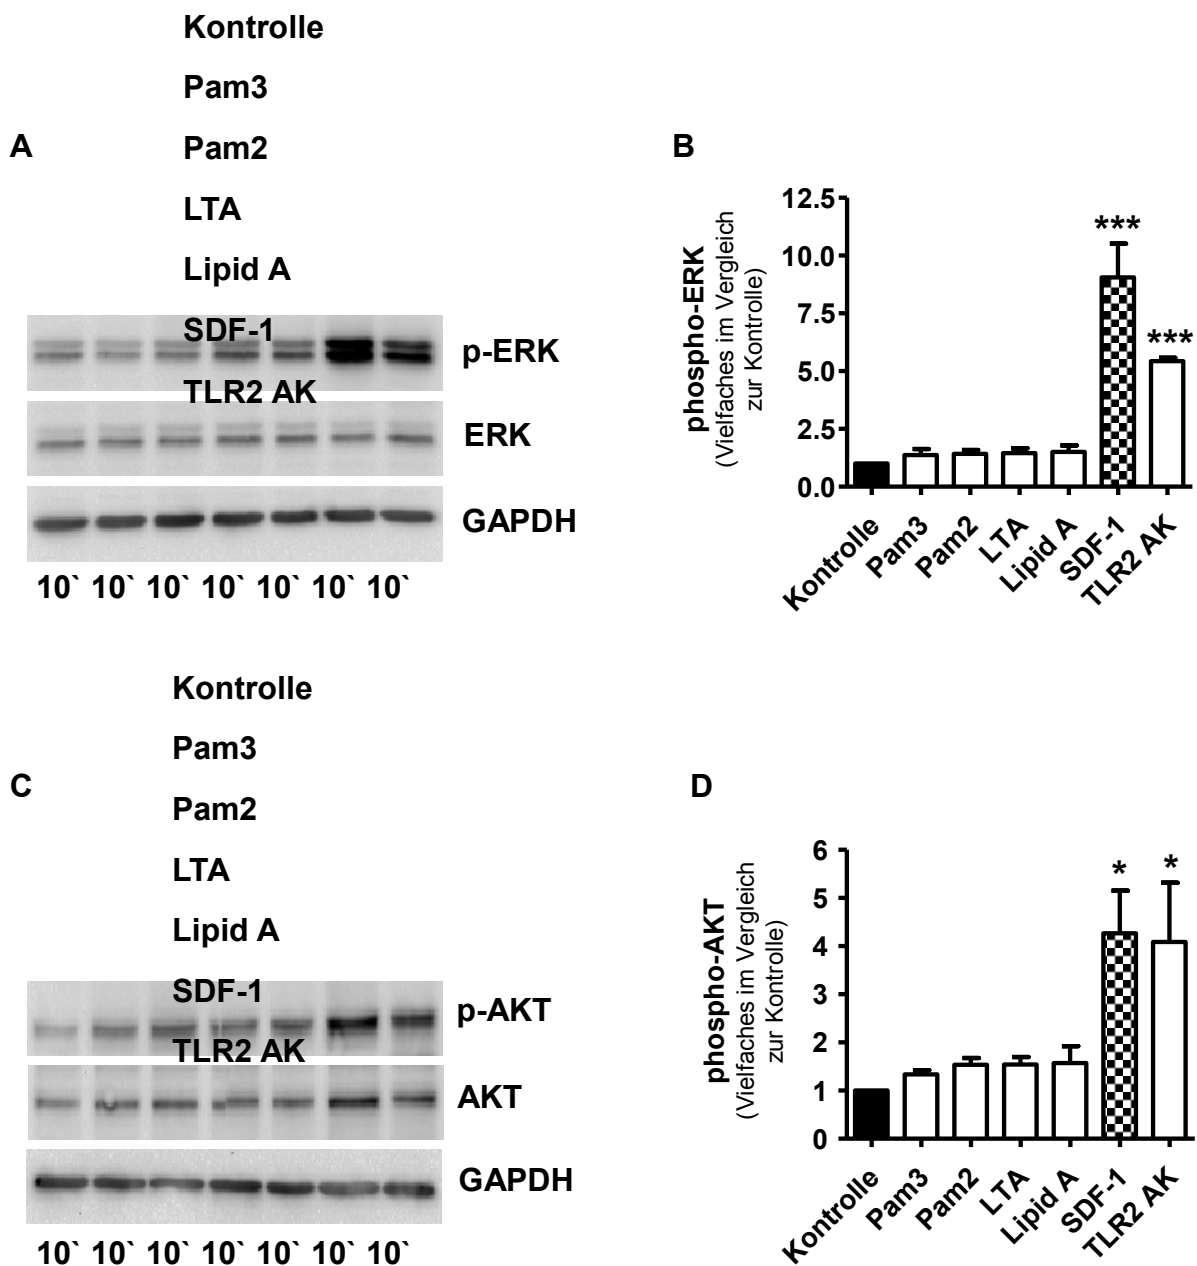 A
Kontrolle
Pam3
Pam2
LTA
Lipid A
SDF-1
TLR2 AK
p-ERK
ERK
GAPDH
10` 10` 10` 10` 10` 10` 10`
B
phospho-ERK
(Vielfaches im Vergleich
zur Kontrolle)
12.5
10.0
7.5
5.0
2.5
0.0
***
***
Kontrolle
Pam3
Pam2
LTA
Lipid A
SDF-1
TLR2 AK
C
Kontrolle
Pam3
Pam2
LTA
Lipid A
SDF-1
TLR2 AK
p-AKT
AKT
GAPDH
10` 10` 10` 10` 10` 10` 10`
D
phospho-AKT
(Vielfaches im Vergleich
zur Kontrolle)
6
5
4
3
2
1
0
*
*
Kontrolle
Pam3
Pam2
LTA
Lipid A
SDF-1
TLR2 AK